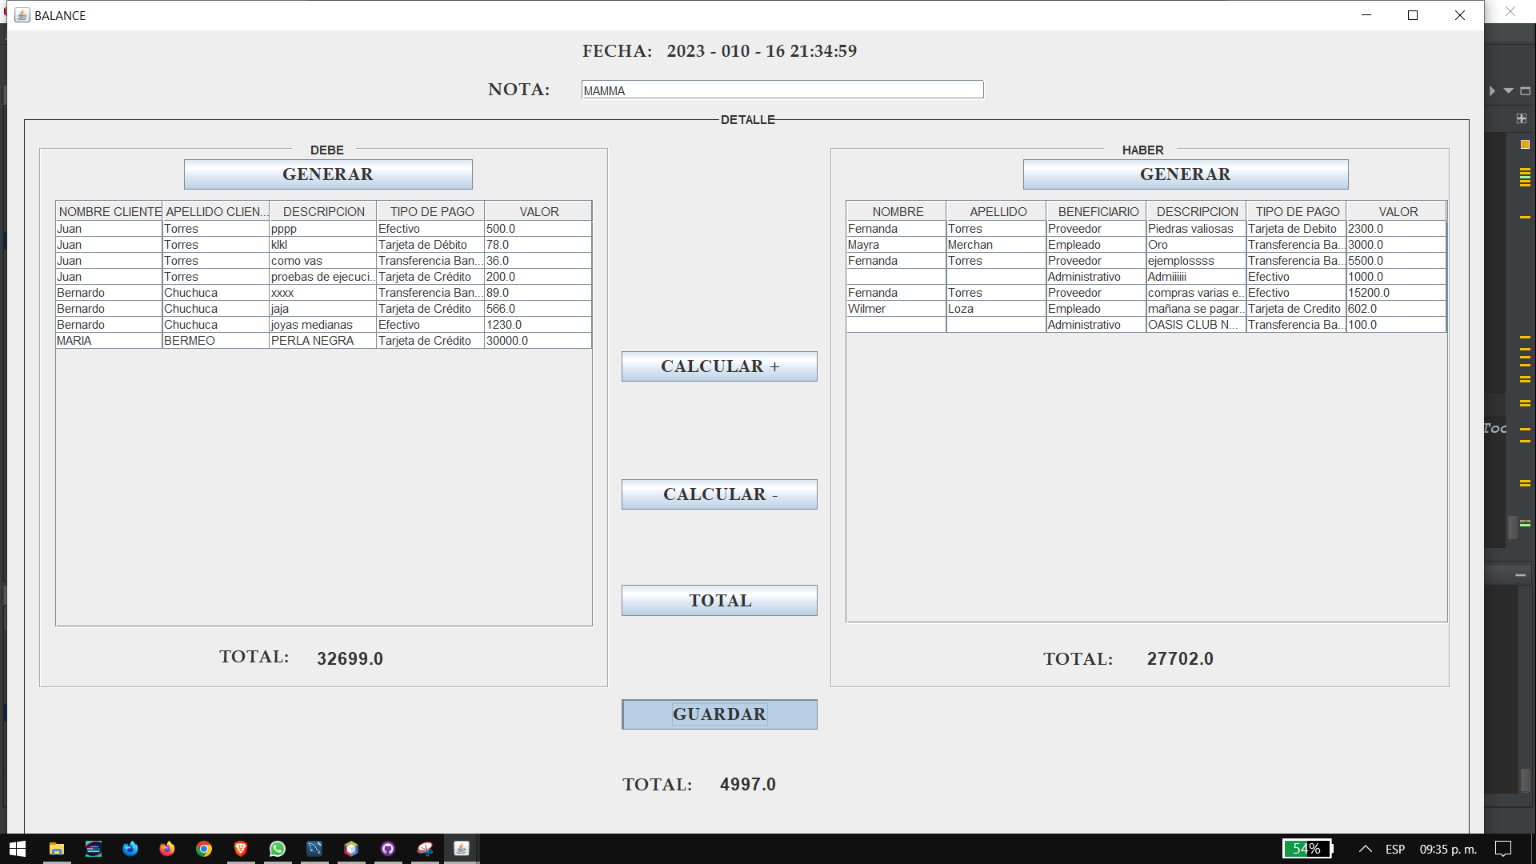 BALANCE
FECHA: 2023 - 010 - 16 21:34:59
NOTA: MAMMA
DETALLE
DEBE
GENERAR
NOMBRE CLIENTE APELLIDO CLIEN... DESCRIPCION TIPO DE PAGO VALOR
Juan Torres pppp Efectivo 500.0
Juan Torres klkl Tarjeta de Débito 78.0
Juan Torres como vas Transferencia Ban... 36.0
Juan Torres proebas de ejecuci... Tarjeta de Crédito 200.0
Bernardo Chuchuca xxxx Transferencia Ban... 89.0
Bernardo Chuchuca jaja Tarjeta de Crédito 566.0
Bernardo Chuchuca joyas medianas Efectivo 1230.0
MARIA BERMEO PERLA NEGRA Tarjeta de Crédito 30000.0
TOTAL: 32699.0
CALCULAR +
CALCULAR -
TOTAL
GUARDAR
TOTAL: 4997.0
HABER
GENERAR
NOMBRE APELLIDO BENEFICIARIO DESCRIPCION TIPO DE PAGO VALOR
Fernanda Torres Proveedor Piedras valiosas Tarjeta de Debito 2300.0
Mayra Merchan Empleado Oro Transferencia Ba... 3000.0
Fernanda Torres Proveedor ejemplossss Transferencia Ba... 5500.0
Administrativo Admiiiiii Efectivo 1000.0
Fernanda Torres Proveedor compras varias e... Efectivo 15200.0
Wilmer Loza Empleado mañana se pagar... Tarjeta de Credito 602.0
Administrativo OASIS CLUB N... Transferencia Ba... 100.0
TOTAL: 27702.0
Too
54%
ESP
09:35 p. m.